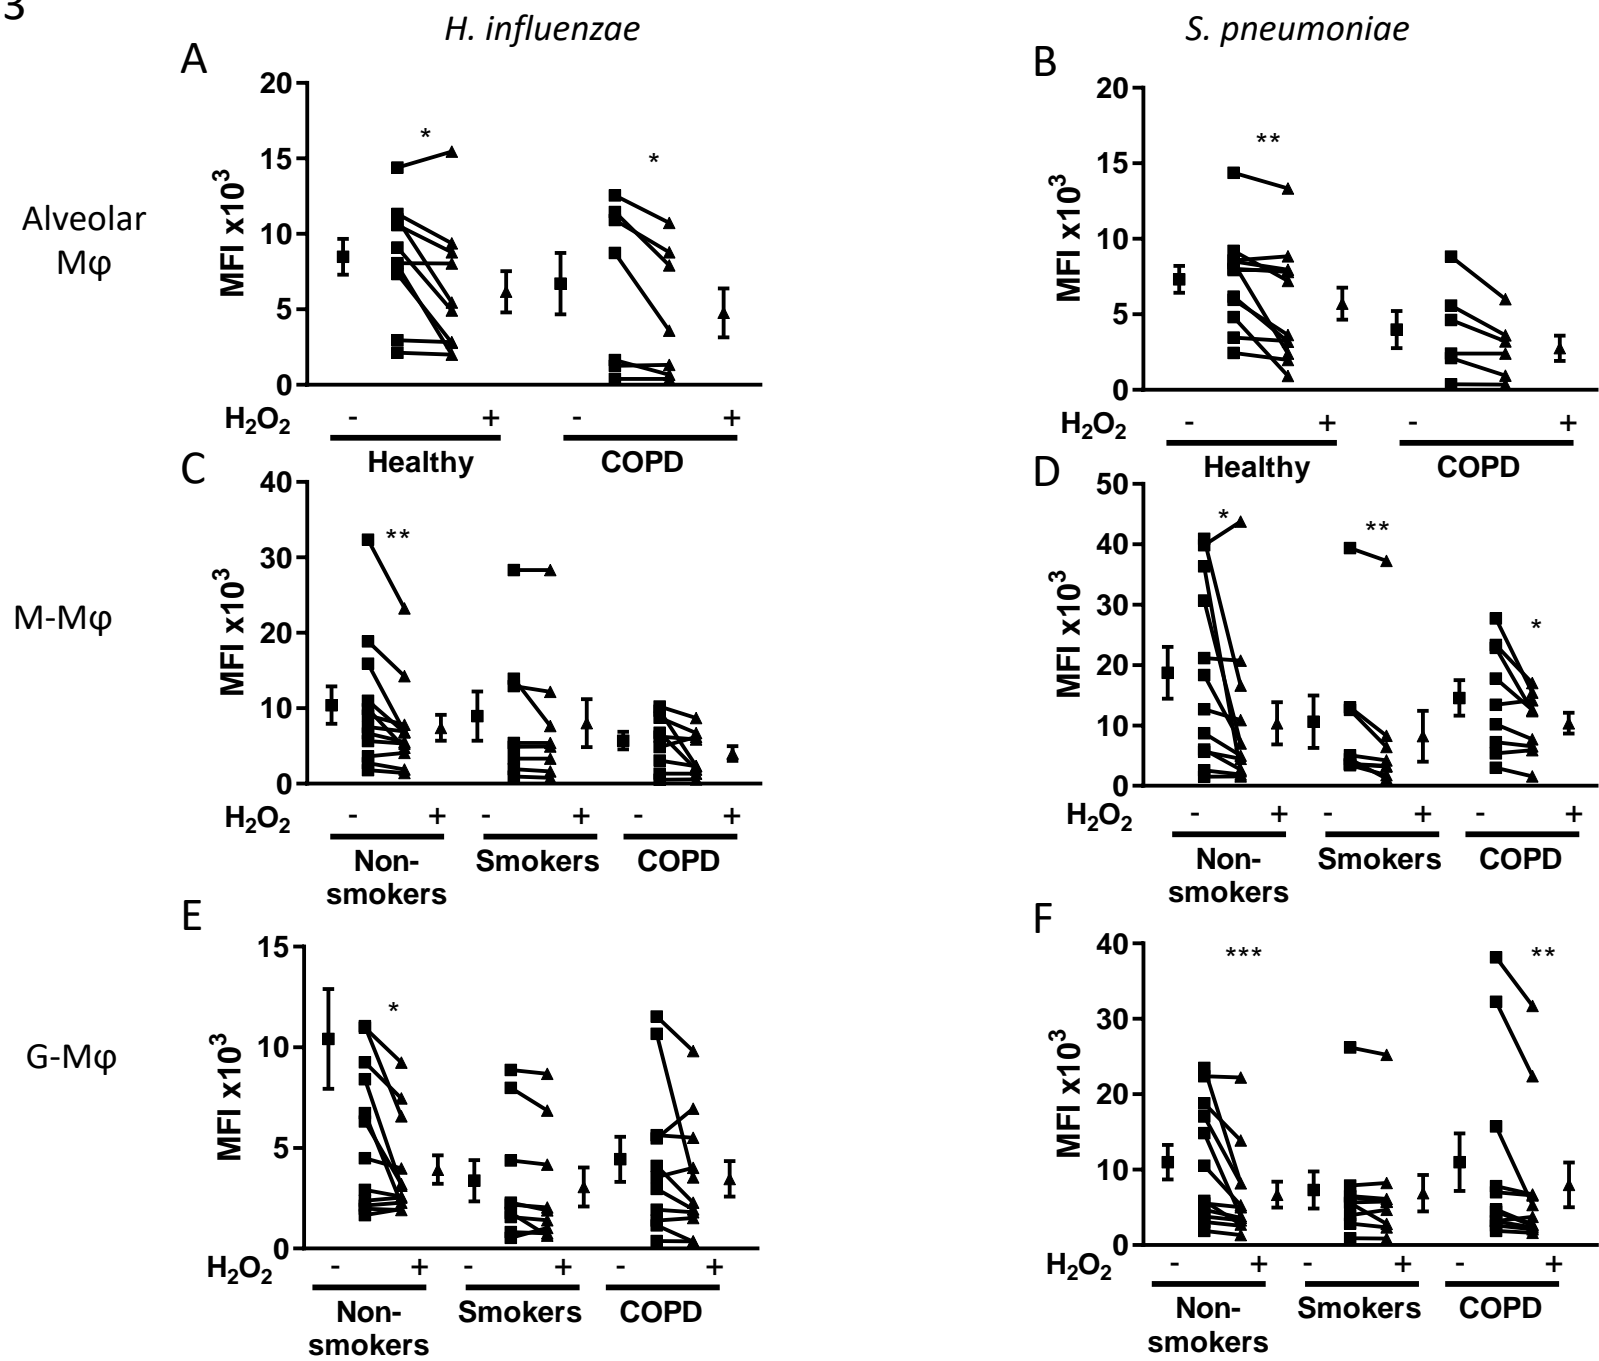 3
H. influenzae
S. pneumoniae
A
20
15
10
5
0
MFI x10³
*
*
H₂O₂ - + - +
Healthy COPD
B
20
15
10
5
0
MFI x10³
**
H₂O₂ - + - +
Healthy COPD
Alveolar
Mφ
C
40
30
20
10
0
MFI x10³
**
H₂O₂ - + - + - +
Non-
smokers
Smokers
COPD
D
50
40
30
20
10
0
MFI x10³
*
**
*
H₂O₂ - + - + - +
Non-
smokers
Smokers
COPD
M-Mφ
E
15
10
5
0
MFI x10³
*
H₂O₂ - + - + - +
Non-
smokers
Smokers
COPD
F
40
30
20
10
0
MFI x10³
***
**
H₂O₂ - + - + - +
Non-
smokers
Smokers
COPD
G-Mφ